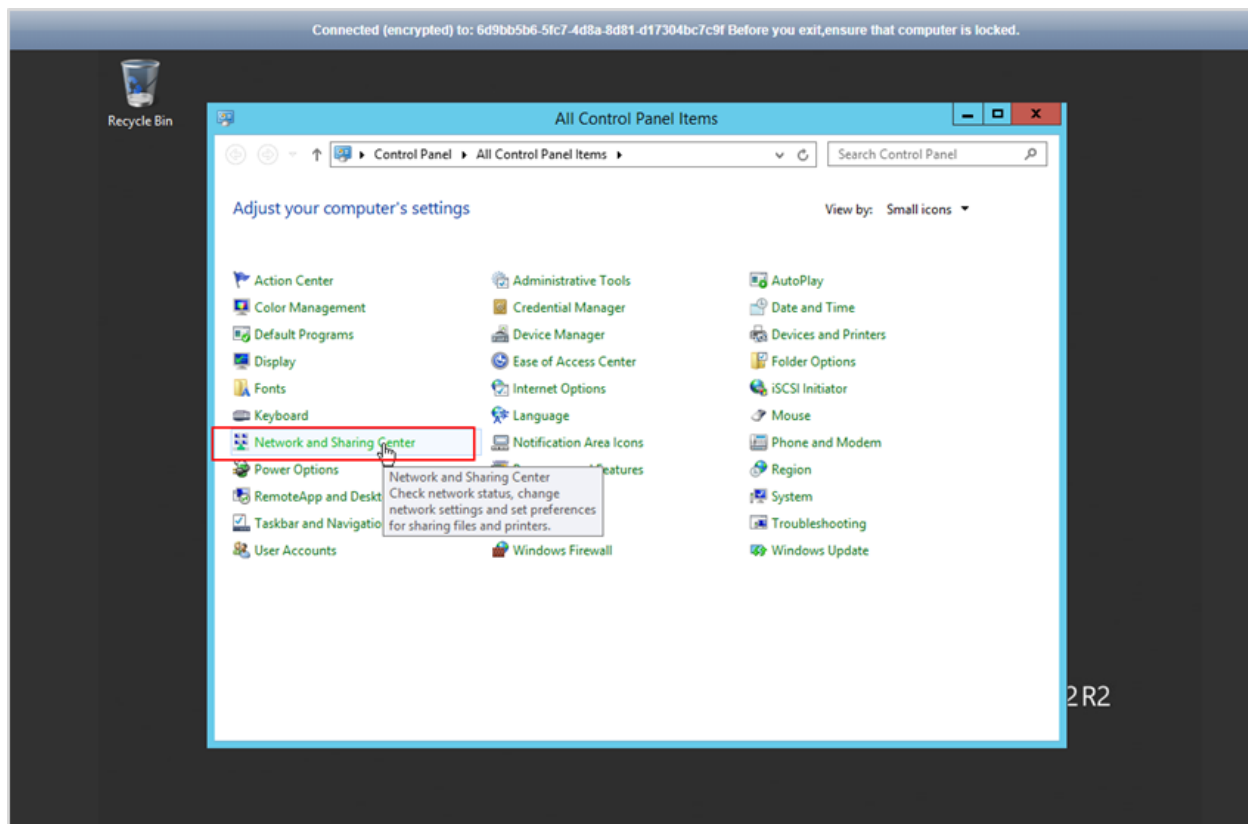 Connected (encrypted) to: 6d9bb5b6-5fc7-4d8a-8d81-d17304bc7c9f Before you exit,ensure that computer is locked.
Recycle Bin
All Control Panel Items
Control Panel All Control Panel Items
Search Control Panel
Adjust your computer's settings
View by: Small icons
Action Center Administrative Tools AutoPlay
Color Management Credential Manager Date and Time
Default Programs Device Manager Devices and Printers
Display Ease of Access Center Folder Options
Fonts Internet Options iSCSI Initiator
Keyboard Language Mouse
Network and Sharing Center Notification Area Icons Phone and Modem
Power Options Features Region
RemoteApp and Deskt System
Taskbar and Navigatio Troubleshooting
User Accounts Windows Firewall Windows Update
Network and Sharing Center
Check network status, change
network settings and set preferences
for sharing files and printers.
2 R2